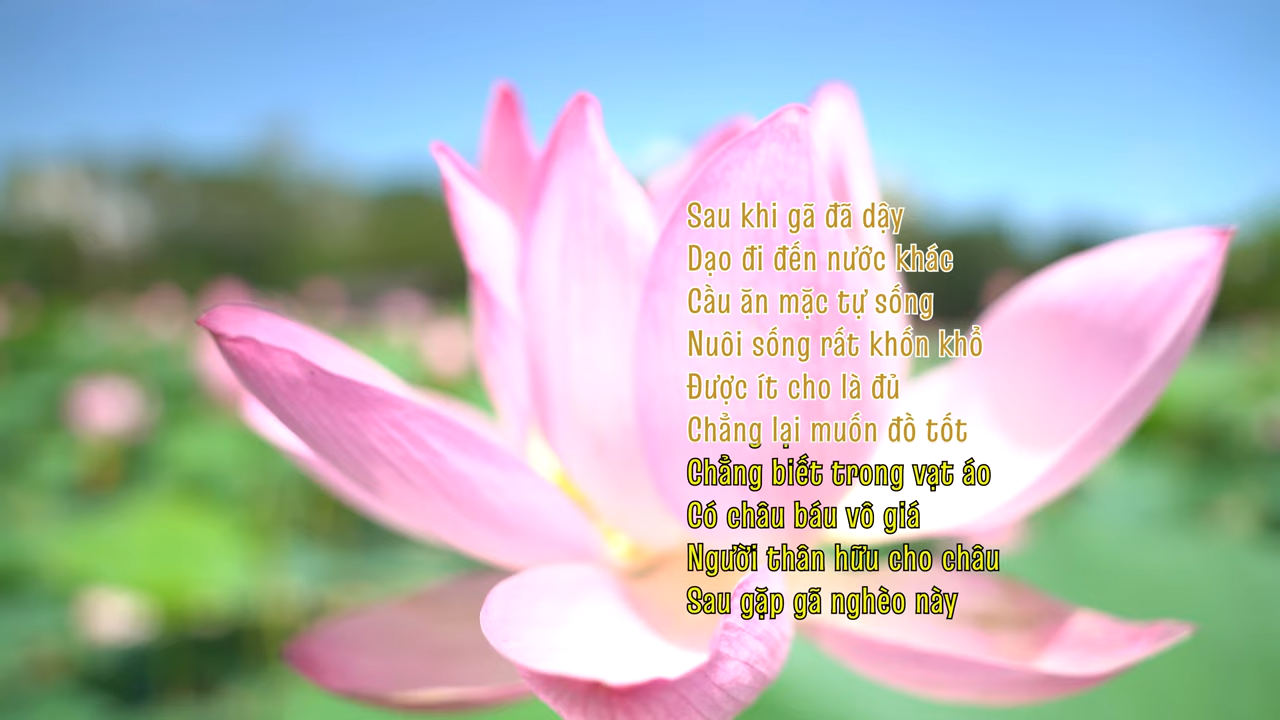 Sau khi gã đã dậy
Dạo đi đến nước khác
Cầu ăn mặc tự sống
Nuôi sống rất khốn khổ
Được ít cho là đủ
Chẳng lại muốn đồ tốt
Chẳng biết trong vạt áo
Có châu báu vô giá
Người thân hữu cho châu
Sau gặp gã nghèo này